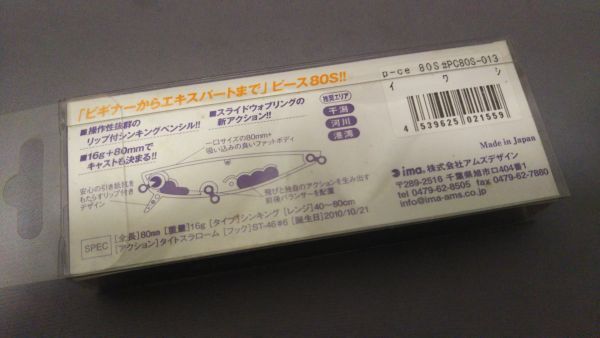 「ビギナーからエキスパートまで」ピース80S!!
■操作性抜群の
リップ付シンキングペンシル!!
■16g+80mmで
キャストも決まる!!
■スライドウォブリングの
新アクション!!
推奨エリア
干潟
河川
港湾
p-ce 80S #PC80S-013
イワシ
4 539625 021559
Made in Japan
一口サイズの80mm+
吸い込みの良いファットボディ
安心の引き抵抗を
もたらすリップ付き
デザイン
飛びと独自のアクションを生み出す
前後バランサーを配置
ima 株式会社アムズデザイン
〒289-2516 千葉県旭市ロ404番1
tel 0479-62-8505 fax 0479-62-7880
info@ima-ams.co.jp
SPEC
[全長]80mm [重量]16g [タイプ]シンキング [レンジ]40~80cm
[アクション]タイトスラローム [フック]ST-46#6 [誕生日]2010/10/21